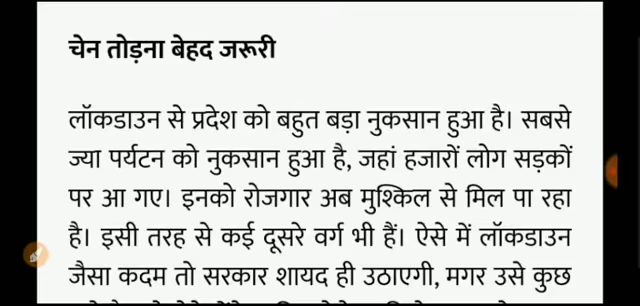 चेन तोड़ना बेहद जरूरी
लॉकडाउन से प्रदेश को बहुत बड़ा नुकसान हुआ है। सबसे
ज्या पर्यटन को नुकसान हुआ है, जहां हजारों लोग सड़कों
पर आ गए। इनको रोजगार अब मुश्किल से मिल पा रहा
है। इसी तरह से कई दूसरे वर्ग भी हैं। ऐसे में लॉकडाउन
जैसा कदम तो सरकार शायद ही उठाएगी, मगर उसे कुछ